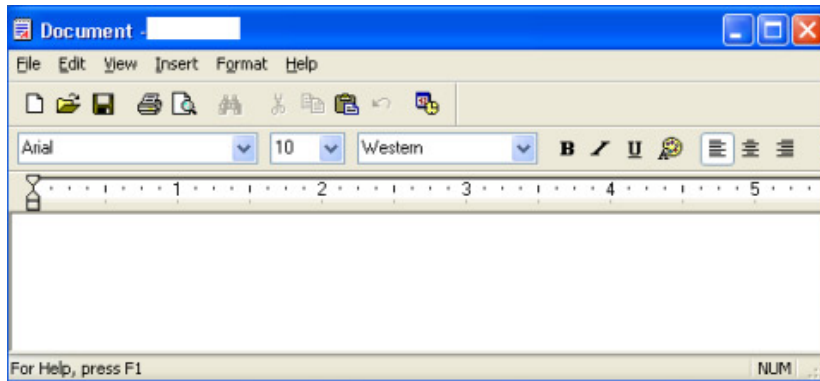 Document -
File Edit View Insert Format Help
Arial 10 Western B I U
1 2 3 4 5
For Help, press F1 NUM